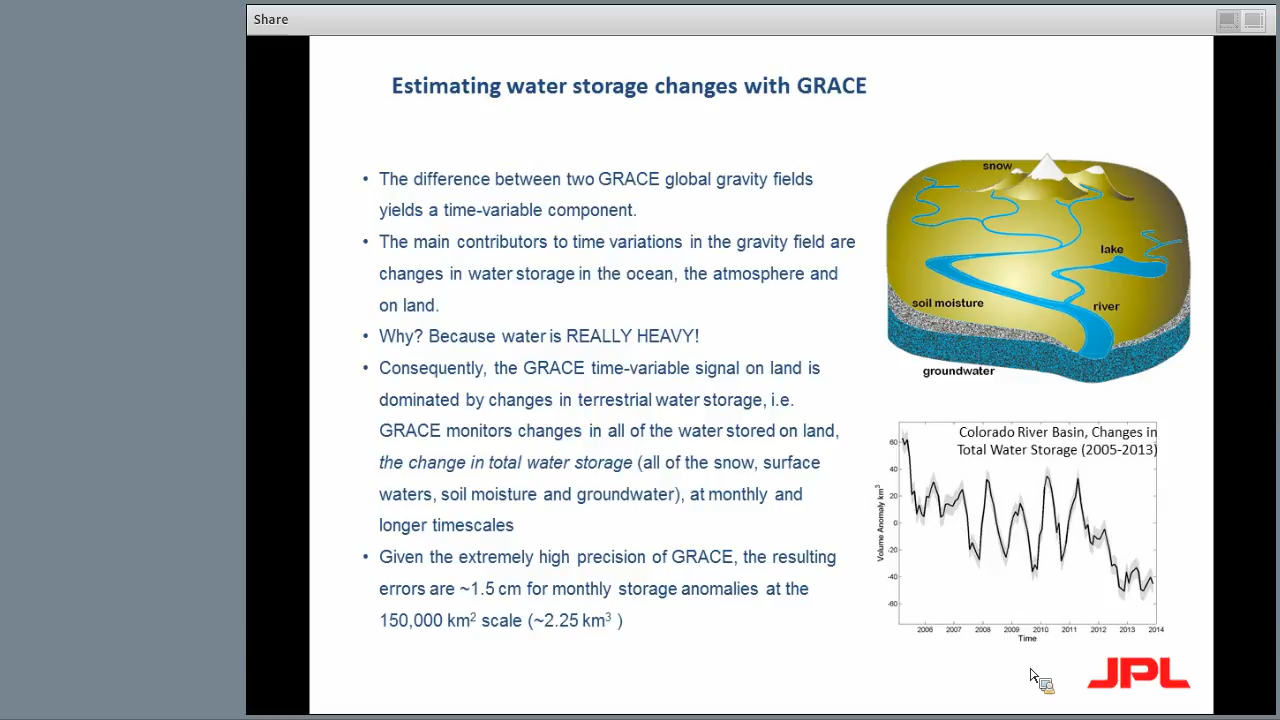 Share
Estimating water storage changes with GRACE
• The difference between two GRACE global gravity fields
yields a time-variable component.
• The main contributors to time variations in the gravity field are
changes in water storage in the ocean, the atmosphere and
on land.
• Why? Because water is REALLY HEAVY!
• Consequently, the GRACE time-variable signal on land is
dominated by changes in terrestrial water storage, i.e.
GRACE monitors changes in all of the water stored on land,
the change in total water storage (all of the snow, surface
waters, soil moisture and groundwater), at monthly and
longer timescales
• Given the extremely high precision of GRACE, the resulting
errors are ~1.5 cm for monthly storage anomalies at the
150,000 km² scale (~2.25 km³ )
snow
lake
soil moisture
river
groundwater
Colorado River Basin, Changes in
Total Water Storage (2005-2013)
Volume Anomaly km³
60
40
20
0
-20
-40
-60
2006 2007 2008 2009 2010 2011 2012 2013 2014
Time
JPL